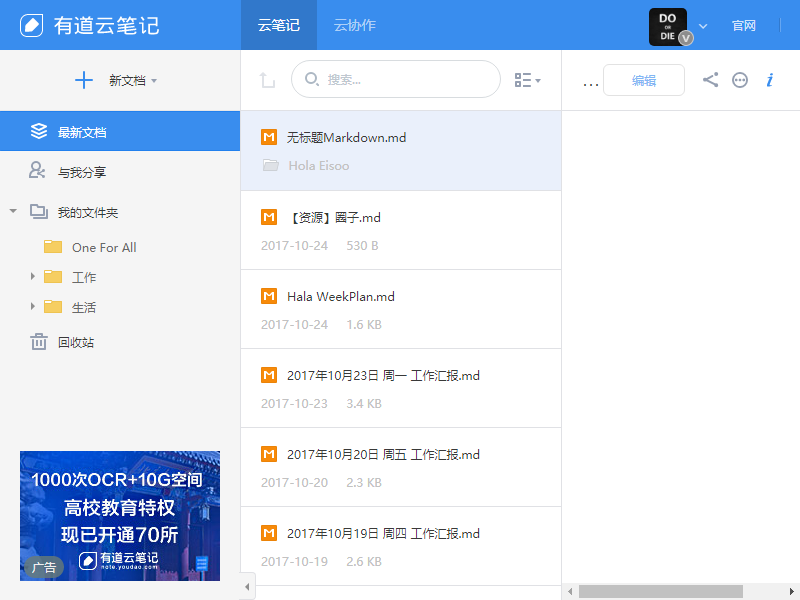 有道云笔记
云笔记
云协作
DO
OR
DIE
V
官网
新文档
搜索...
...
编辑
i
最新文档
与我分享
我的文件夹
One For All
工作
生活
回收站
M 无标题Markdown.md
Hola Eisoo
M 【资源】圈子.md
2017-10-24 530 B
M Hala WeekPlan.md
2017-10-24 1.6 KB
M 2017年10月23日 周一 工作汇报.md
2017-10-23 3.4 KB
M 2017年10月20日 周五 工作汇报.md
2017-10-20 2.3 KB
M 2017年10月19日 周四 工作汇报.md
2017-10-19 2.6 KB
1000次OCR+10G空间
高校教育特权
现已开通70所
有道云笔记
note.youdao.com
广告